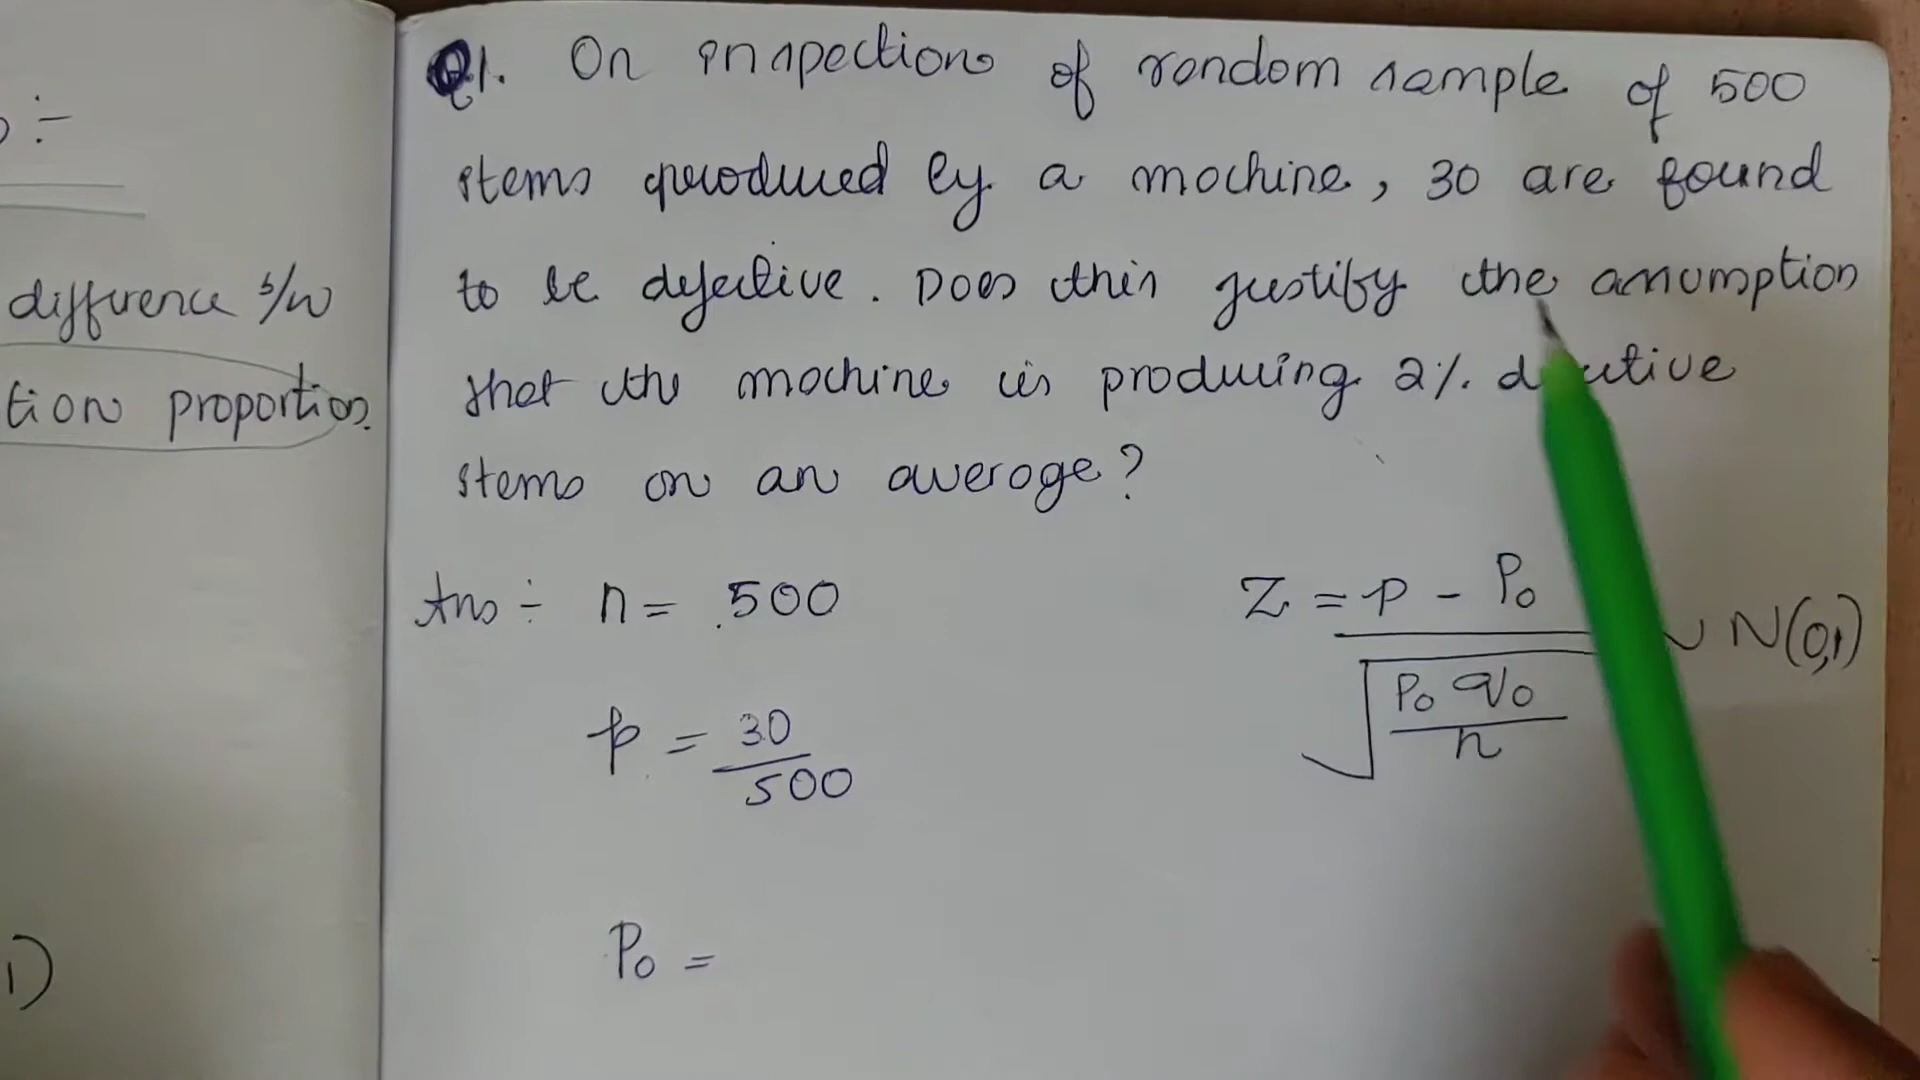 :-
difference b/w
tion proportion.
1)
Q1. On inspection of random sample of 500
items produced by a machine, 30 are found
to be defective. Does this justify the assumption
that the machine is producing 2% d ctive
items on an average?
Ans :- n = 500
p = 30/500
P₀ =
Z = p - P₀ / √(P₀ q₀ / n) ~ N(0,1)